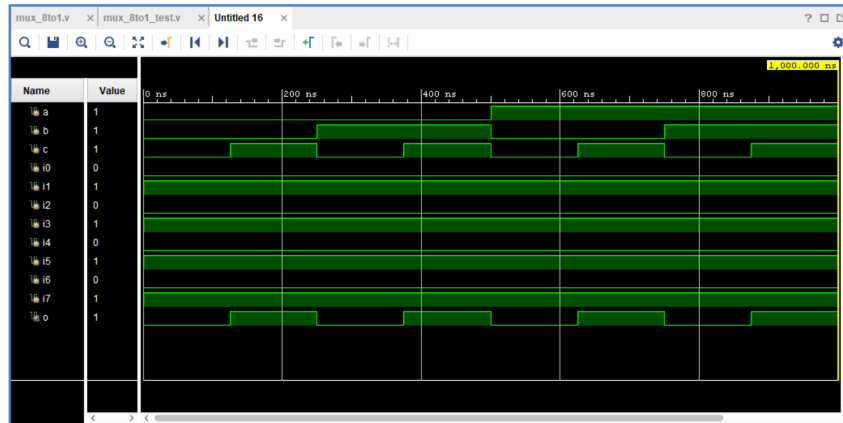 mux_8to1.v × mux_8to1_test.v × Untitled 16 ×
1,000.000 ns
Name Value 0 ns 200 ns 400 ns 600 ns 800 ns
a 1
b 1
c 1
i0 0
i1 1
i2 0
i3 1
i4 0
i5 1
i6 0
i7 1
o 1